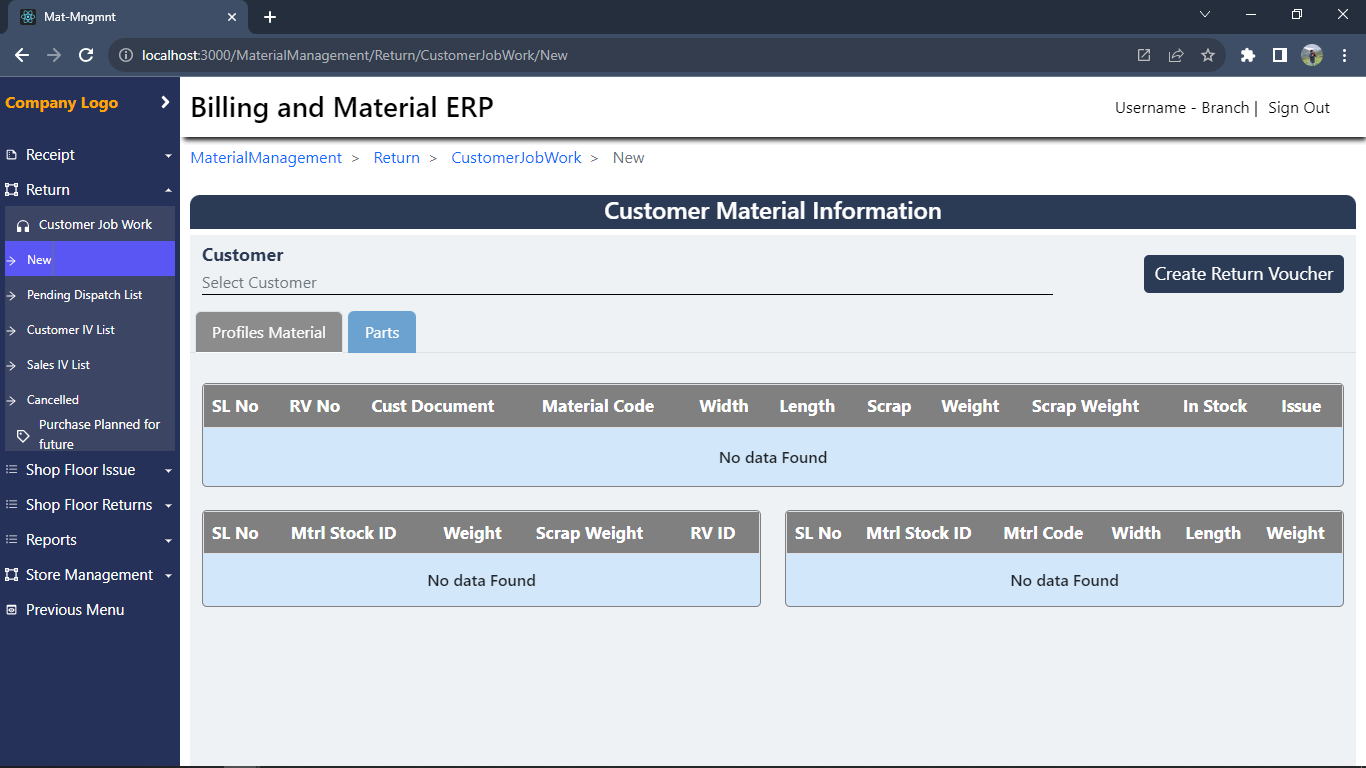 Mat-Mngmnt
localhost:3000/MaterialManagement/Return/CustomerJobWork/New
Company Logo
Billing and Material ERP
Username - Branch | Sign Out
Receipt
Return
Customer Job Work
New
Pending Dispatch List
Customer IV List
Sales IV List
Cancelled
Purchase Planned for
future
Shop Floor Issue
Shop Floor Returns
Reports
Store Management
Previous Menu
MaterialManagement > Return > CustomerJobWork > New
Customer Material Information
Customer
Select Customer
Create Return Voucher
Profiles Material Parts
SL No RV No Cust Document Material Code Width Length Scrap Weight Scrap Weight In Stock Issue
No data Found
SL No Mtrl Stock ID Weight Scrap Weight RV ID
No data Found
SL No Mtrl Stock ID Mtrl Code Width Length Weight
No data Found